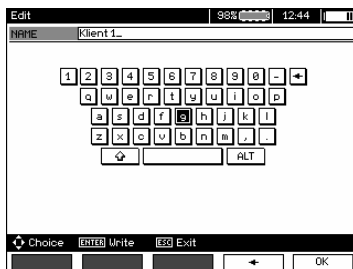 Edit 98% 12:44
NAME Klient 1_
1 2 3 4 5 6 7 8 9 0 - ←
q w e r t y u i o p
a s d f g h j k l
z x c v b n m , .
ALT
Choice ENTER Write ESC Exit
← OK